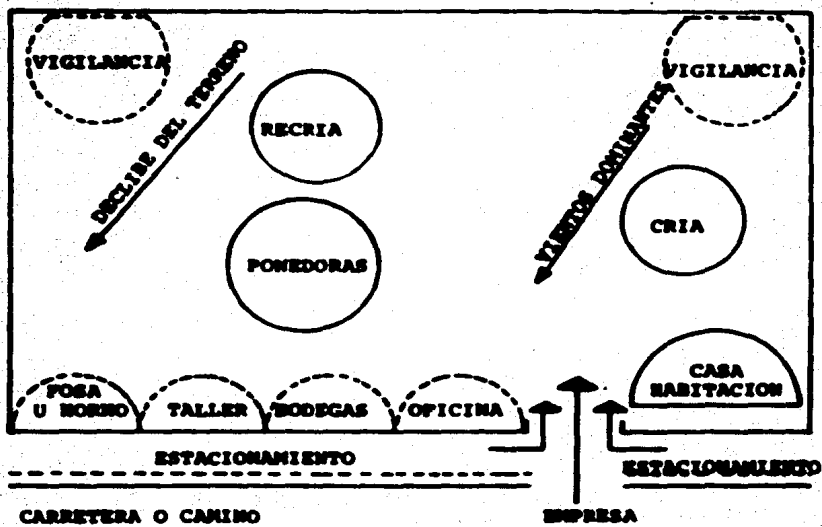 VIGILANCIA
DECLIBE DEL TERRENO
RECRIA
VIENTOS DOMINANTES
VIGILANCIA
CRIA
PONEDORAS
FOSA
U HORNO
TALLER
BODEGAS
OFICINA
CASA
HABITACION
ESTACIONAMIENTO
ESTACIONAMIENTO
CARRETERA O CAMINO
EMPRESA